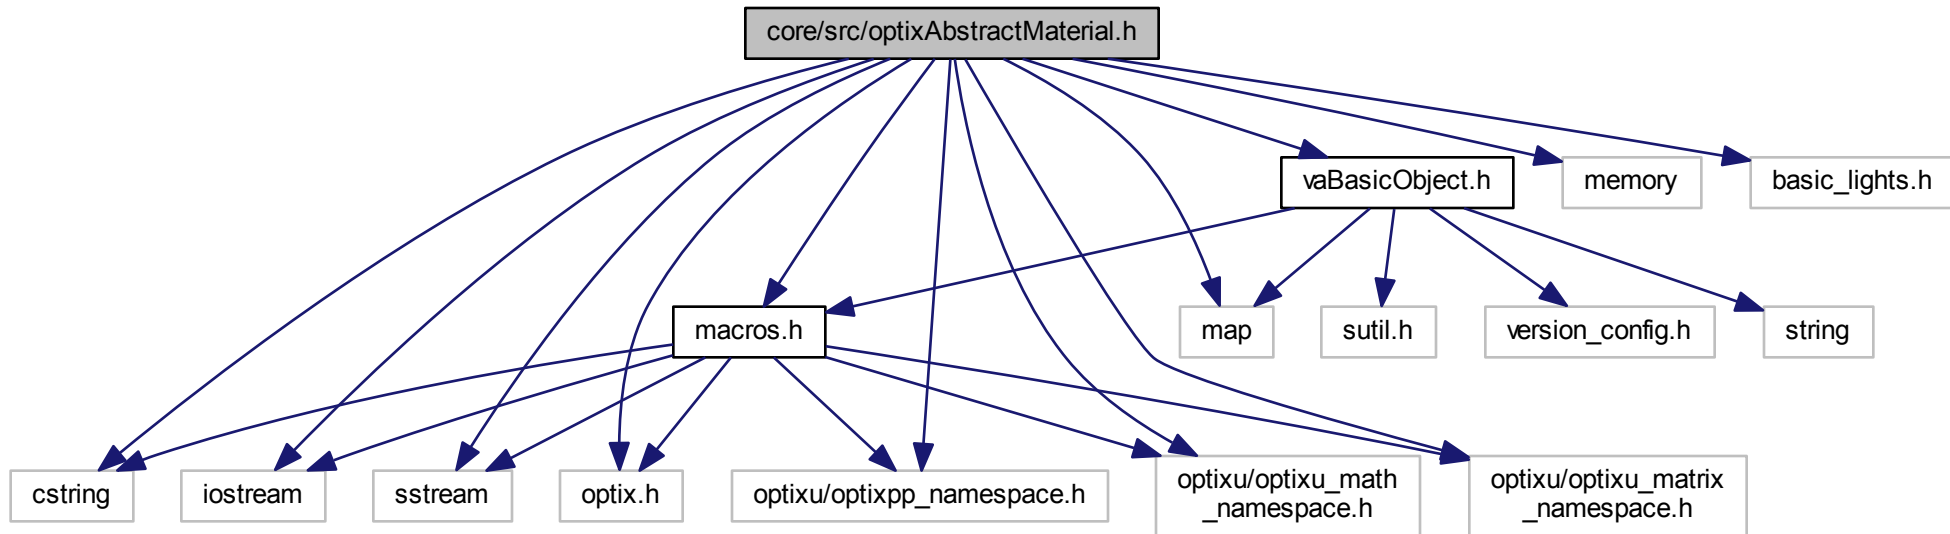 core/src/optixAbstractMaterial.h
vaBasicObject.h
memory
basic_lights.h
macros.h
map
sutil.h
version_config.h
string
cstring
iostream
sstream
optix.h
optixu/optixpp_namespace.h
optixu/optixu_math
_namespace.h
optixu/optixu_matrix
_namespace.h